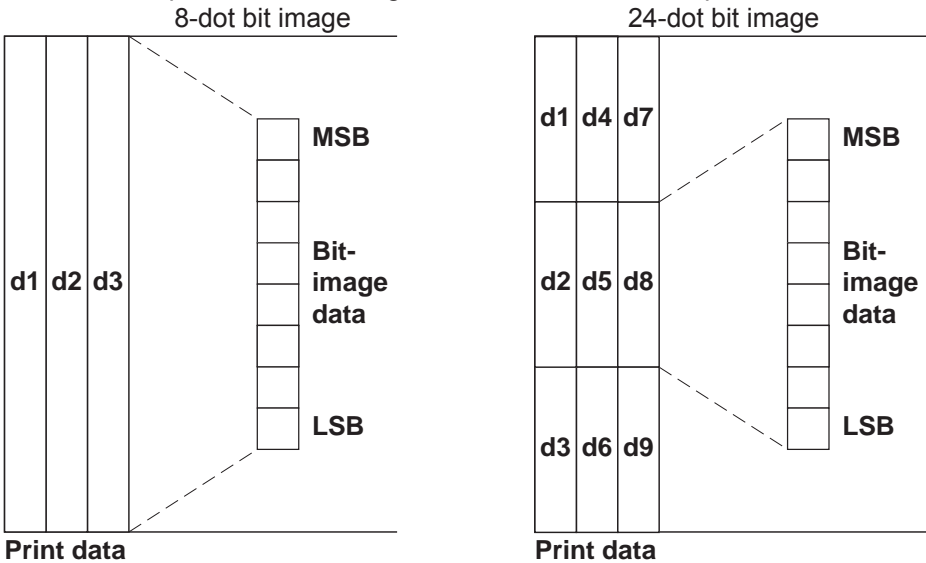 8-dot bit image
MSB
Bit-
image
data
LSB
d1 d2 d3
Print data
24-dot bit image
d1 d4 d7
d2 d5 d8
d3 d6 d9
MSB
Bit-
image
data
LSB
Print data